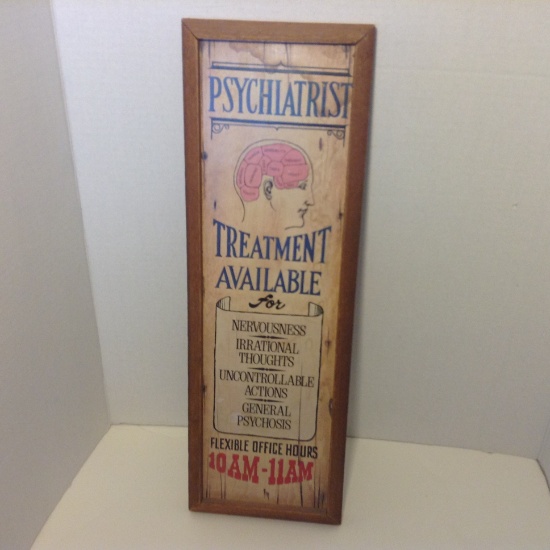 PSYCHIATRIST
TREATMENT
AVAILABLE
for
NERVOUSNESS
IRRATIONAL
THOUGHTS
UNCONTROLLABLE
ACTIONS
GENERAL
PSYCHOSIS
FLEXIBLE OFFICE HOURS
10AM-11AM